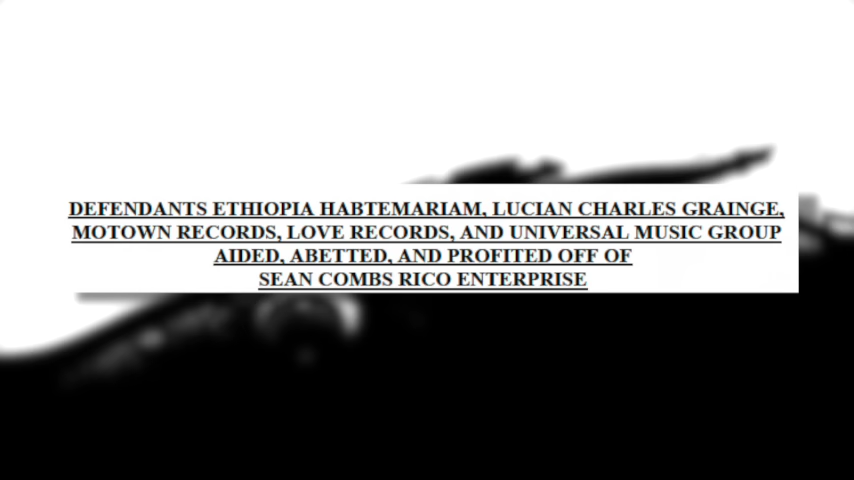 DEFENDANTS ETHIOPIA HABTEMARIAM, LUCIAN CHARLES GRAINGE,
MOTOWN RECORDS, LOVE RECORDS, AND UNIVERSAL MUSIC GROUP
AIDED, ABETTED, AND PROFITED OFF OF
SEAN COMBS RICO ENTERPRISE